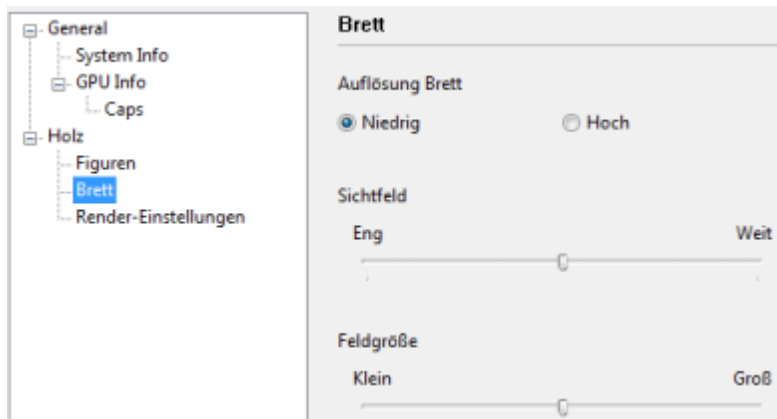 General
System Info
GPU Info
Caps
Holz
Figuren
Brett
Render-Einstellungen
Brett
Auflösung Brett
Niedrig Hoch
Sichtfeld
Eng Weit
Feldgröße
Klein Groß